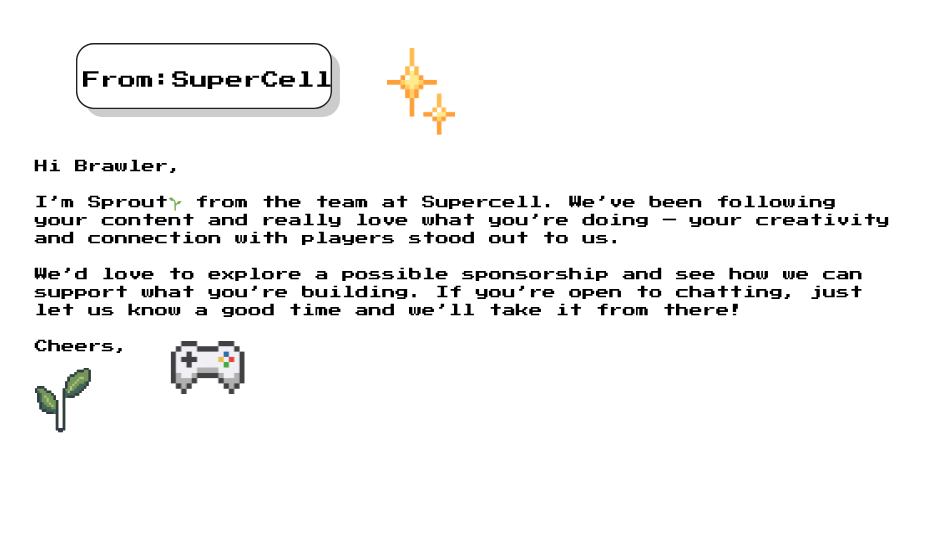 From:SuperCell
Hi Brawler,
I'm Sprout🌱 from the team at Supercell. We've been following
your content and really love what you're doing — your creativity
and connection with players stood out to us.
We'd love to explore a possible sponsorship and see how we can
support what you're building. If you're open to chatting, just
let us know a good time and we'll take it from there!
Cheers,